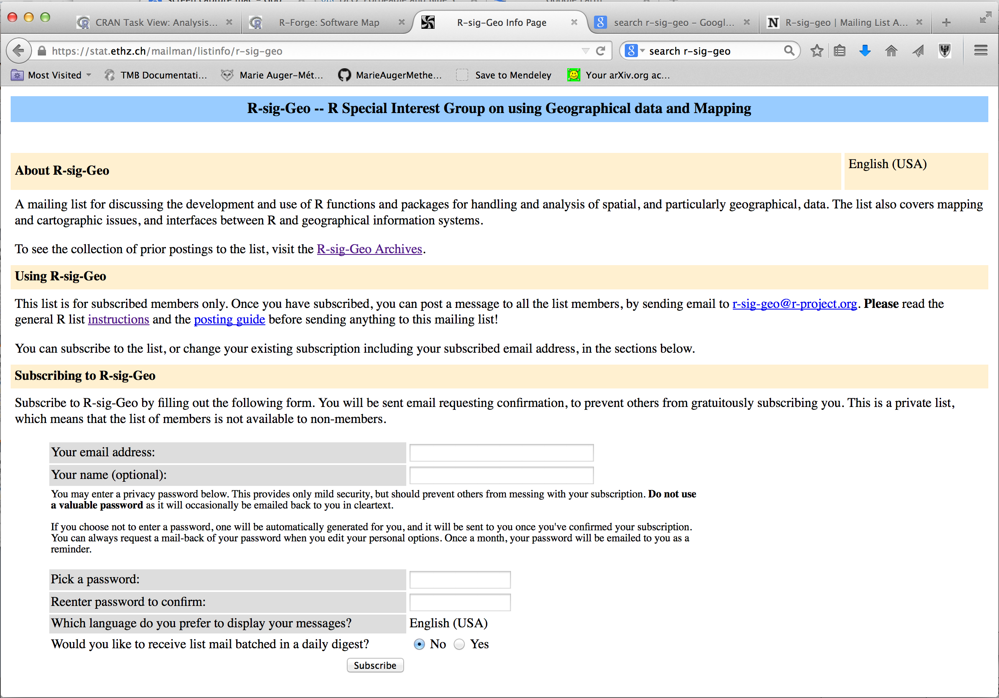 CRAN Task View: Analysis...
R-Forge: Software Map
R-sig-Geo Info Page
search r-sig-geo – Googl...
R-sig-geo | Mailing List A...
https://stat.ethz.ch/mailman/listinfo/r-sig-geo
search r-sig-geo
Most Visited
TMB Documentati...
Marie Auger-Mét...
MarieAugerMethe...
Save to Mendeley
Your arXiv.org ac...
R-sig-Geo -- R Special Interest Group on using Geographical data and Mapping
About R-sig-Geo
English (USA)
A mailing list for discussing the development and use of R functions and packages for handling and analysis of spatial, and particularly geographical, data. The list also covers mapping
and cartographic issues, and interfaces between R and geographical information systems.
To see the collection of prior postings to the list, visit the R-sig-Geo Archives.
Using R-sig-Geo
This list is for subscribed members only. Once you have subscribed, you can post a message to all the list members, by sending email to r-sig-geo@r-project.org. Please read the
general R list instructions and the posting guide before sending anything to this mailing list!
You can subscribe to the list, or change your existing subscription including your subscribed email address, in the sections below.
Subscribing to R-sig-Geo
Subscribe to R-sig-Geo by filling out the following form. You will be sent email requesting confirmation, to prevent others from gratuitously subscribing you. This is a private list,
which means that the list of members is not available to non-members.
Your email address:
Your name (optional):
You may enter a privacy password below. This provides only mild security, but should prevent others from messing with your subscription. Do not use
a valuable password as it will occasionally be emailed back to you in cleartext.
If you choose not to enter a password, one will be automatically generated for you, and it will be sent to you once you've confirmed your subscription.
You can always request a mail-back of your password when you edit your personal options. Once a month, your password will be emailed to you as a
reminder.
Pick a password:
Reenter password to confirm:
Which language do you prefer to display your messages?
English (USA)
Would you like to receive list mail batched in a daily digest?
No Yes
Subscribe